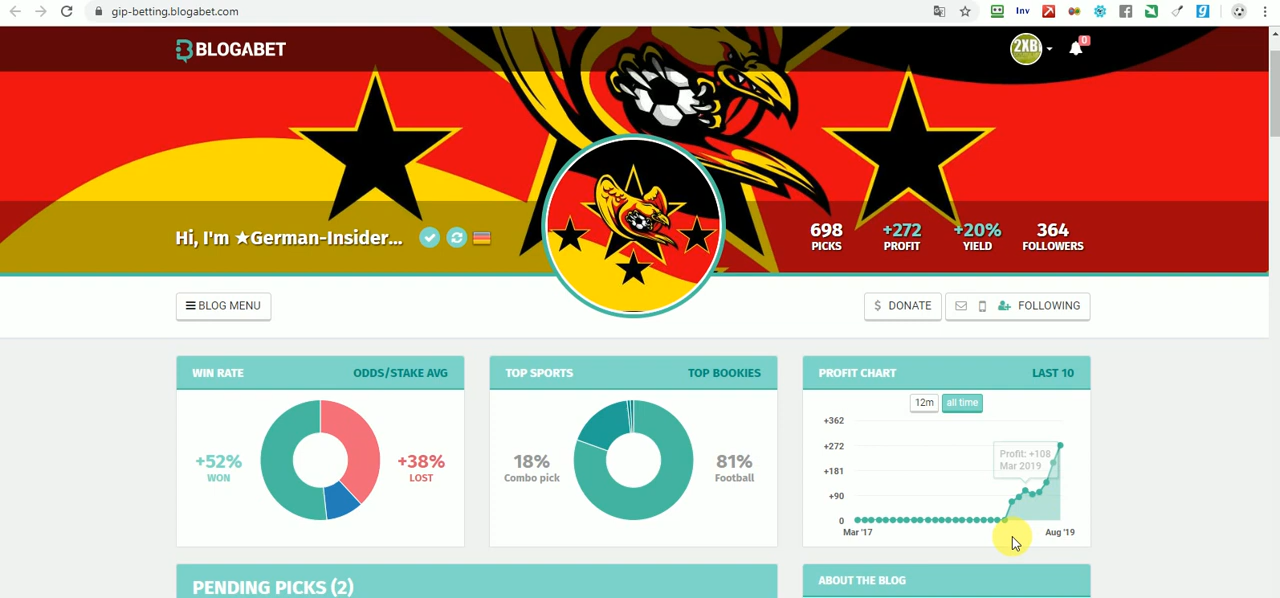 gip-betting.blogabet.com
Inv
BLOGABET
2XB
0
Hi, I'm ★German-Insider...
698
PICKS
+272
PROFIT
+20%
YIELD
364
FOLLOWERS
BLOG MENU
$ DONATE
FOLLOWING
WIN RATE
ODDS/STAKE AVG
+52%
WON
+38%
LOST
TOP SPORTS
TOP BOOKIES
18%
Combo pick
81%
Football
PROFIT CHART
LAST 10
12m
all time
+362
+272
+181
+90
0
Profit: +108
Mar 2019
Mar '17
Aug '19
PENDING PICKS (2)
ABOUT THE BLOG